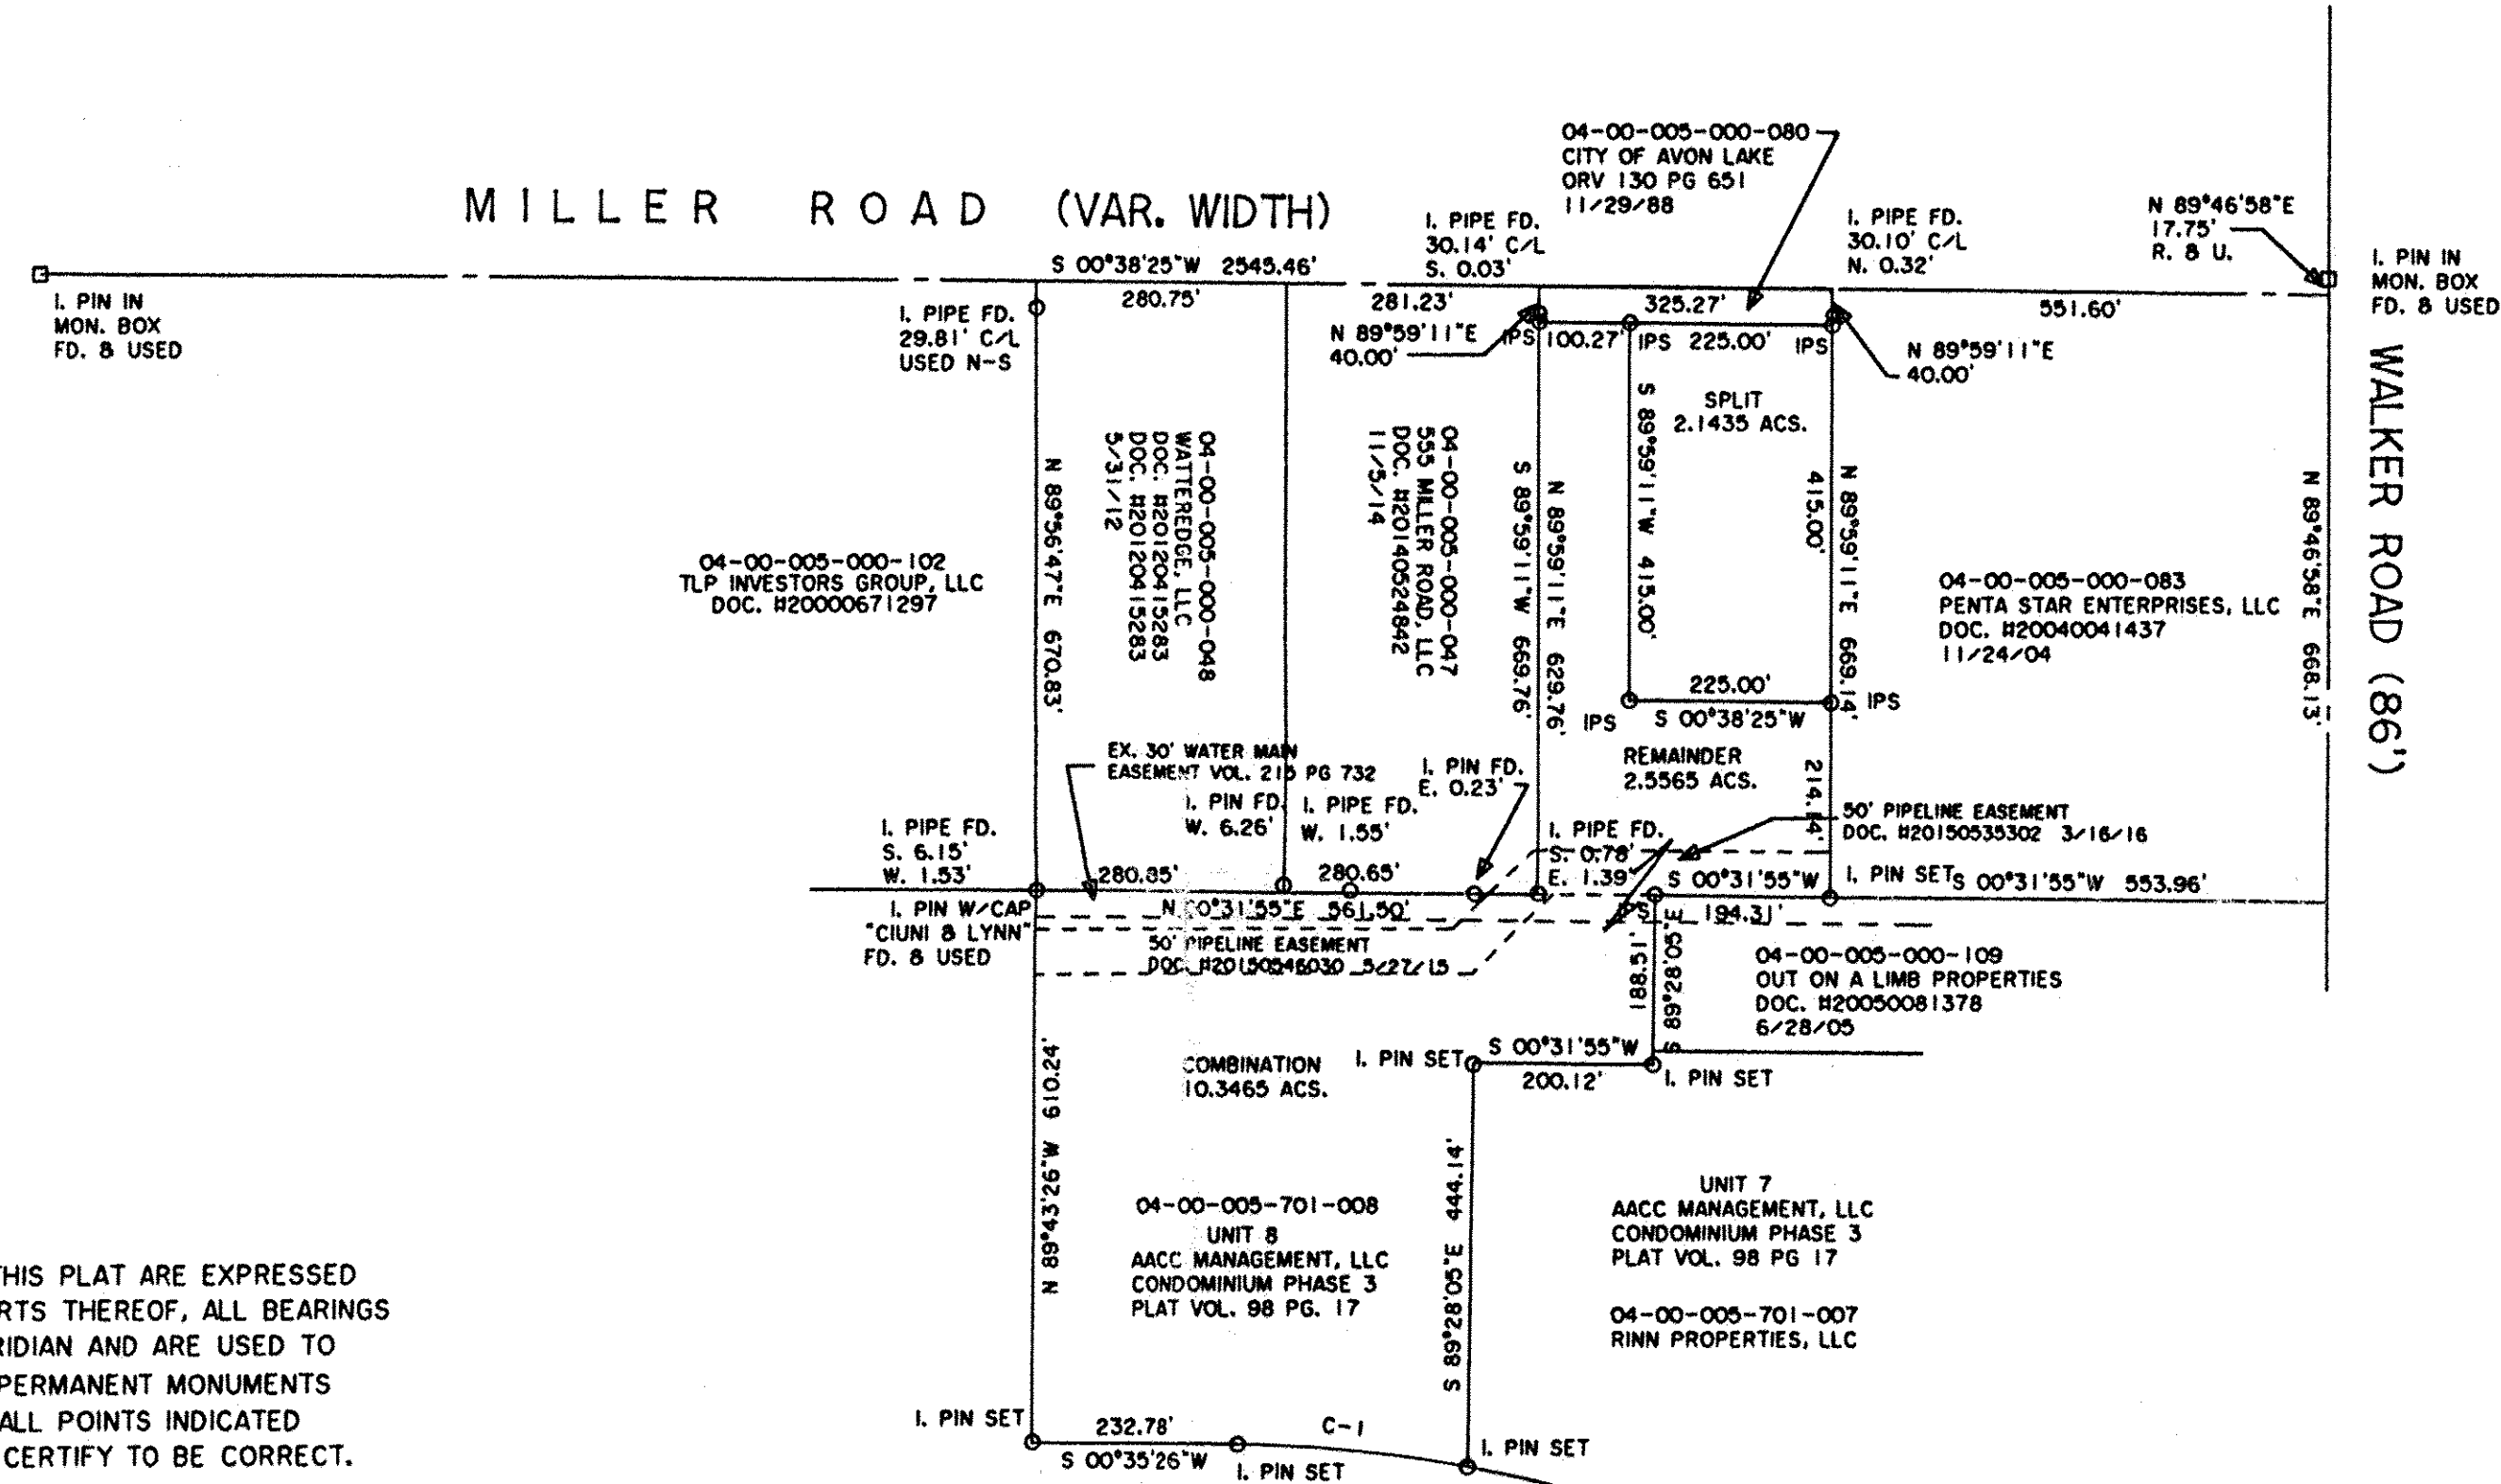 04-00-005-000-080
CITY OF AVON LAKE
ORV 130 PG 651
11/29/88
MILLER ROAD (VAR. WIDTH)
I. PIPE FD.
30.14' C/L
S. 0.03'
I. PIPE FD.
30.10' C/L
N. 0.32'
N 89°46'58"E
17.75'
R. & U.
I. PIN IN
MON. BOX
FD. & USED
I. PIN IN
MON. BOX
FD. & USED
S 00°38'25"W 2545.46'
280.75'
281.23'
325.27'
551.60'
I. PIPE FD.
29.81' C/L
USED N-S
N 89°59'11"E
40.00'
IPS
100.27'
IPS
225.00'
IPS
N 89°59'11"E
40.00'
WALKER ROAD (86')
N 89°46'58"E 668.13'
SPLIT
2.1435 ACS.
S 89°59'11"W 415.00'
415.00'
N 89°59'11"E 669.14'
N 89°56'47"E 670.83'
04-00-005-000-048
WATTEREDGE, LLC
DOC. #20120415283
DOC. #20120415283
5/31/12
04-00-005-000-047
555 MILLER ROAD, LLC
DOC. #20140524842
11/5/14
S 89°59'11"W 669.76'
N 89°59'11"E 629.76'
04-00-005-000-102
TLP INVESTORS GROUP, LLC
DOC. #20000671297
04-00-005-000-083
PENTA STAR ENTERPRISES, LLC
DOC. #20040041437
11/24/04
225.00'
IPS
S 00°38'25"W
IPS
REMAINDER
2.5565 ACS.
214.14'
EX. 30' WATER MAIN
EASEMENT VOL. 215 PG 732
I. PIN FD.
W. 6.26'
I. PIPE FD.
W. 1.55'
I. PIN FD.
E. 0.23'
50' PIPELINE EASEMENT
DOC. #20150535302 3/16/16
I. PIPE FD.
S. 6.15'
W. 1.53'
I. PIPE FD.
S. 0.78'
E. 1.39'
280.85'
280.65'
S 00°31'55"W
I. PIN SET
S 00°31'55"W 553.96'
I. PIN W/CAP
"CIUNI & LYNN"
FD. & USED
N 00°31'55"E 561.50'
IPS
194.31'
50' PIPELINE EASEMENT
DOC. #20150546030 5/27/15
188.51'
S 89°28'05"E
04-00-005-000-109
OUT ON A LIMB PROPERTIES
DOC. #20050081378
6/28/05
COMBINATION
10.3465 ACS.
I. PIN SET
S 00°31'55"W
200.12'
I. PIN SET
N 89°43'26"W 610.24'
S 89°28'05"E 444.14'
04-00-005-701-008
UNIT 8
AACC MANAGEMENT, LLC
CONDOMINIUM PHASE 3
PLAT VOL. 98 PG. 17
UNIT 7
AACC MANAGEMENT, LLC
CONDOMINIUM PHASE 3
PLAT VOL. 98 PG 17
04-00-005-701-007
RINN PROPERTIES, LLC
THIS PLAT ARE EXPRESSED
RTS THEREOF, ALL BEARINGS
RIDIAN AND ARE USED TO
PERMANENT MONUMENTS
ALL POINTS INDICATED
CERTIFY TO BE CORRECT.
I. PIN SET
232.78'
C-1
I. PIN SET
S 00°35'26"W
I. PIN SET